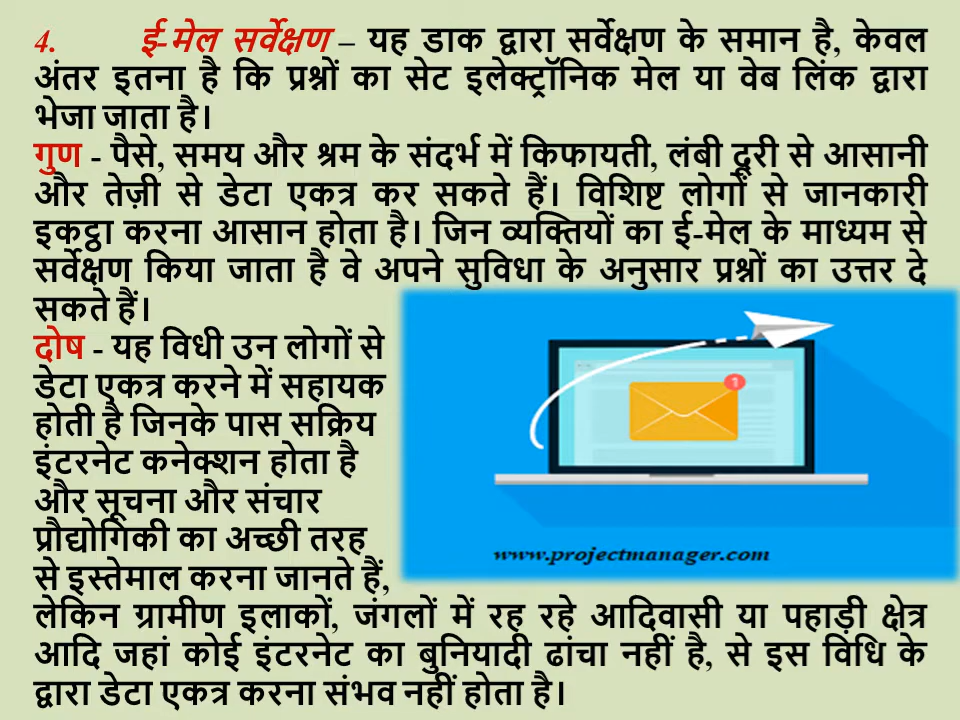 4. ई-मेल सर्वेक्षण – यह डाक द्वारा सर्वेक्षण के समान है, केवल
अंतर इतना है कि प्रश्नों का सेट इलेक्ट्रॉनिक मेल या वेब लिंक द्वारा
भेजा जाता है।
गुण - पैसे, समय और श्रम के संदर्भ में किफायती, लंबी दूरी से आसानी
और तेज़ी से डेटा एकत्र कर सकते हैं। विशिष्ट लोगों से जानकारी
इकट्ठा करना आसान होता है। जिन व्यक्तियों का ई-मेल के माध्यम से
सर्वेक्षण किया जाता है वे अपने सुविधा के अनुसार प्रश्नों का उत्तर दे
सकते हैं।
दोष - यह विधी उन लोगों से
डेटा एकत्र करने में सहायक
होती है जिनके पास सक्रिय
इंटरनेट कनेक्शन होता है
और सूचना और संचार
प्रौद्योगिकी का अच्छी तरह
से इस्तेमाल करना जानते हैं,
लेकिन ग्रामीण इलाकों, जंगलों में रह रहे आदिवासी या पहाड़ी क्षेत्र
आदि जहां कोई इंटरनेट का बुनियादी ढांचा नहीं है, से इस विधि के
द्वारा डेटा एकत्र करना संभव नहीं होता है।
1
www.projectmanager.com